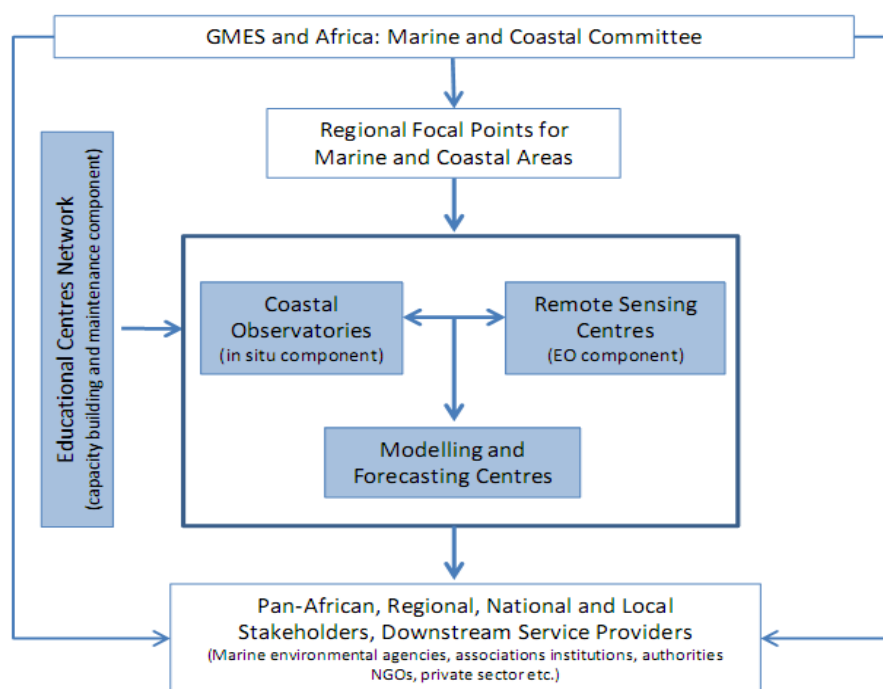 GMES and Africa: Marine and Coastal Committee
Regional Focal Points for
Marine and Coastal Areas
Educational Centres Network
(capacity building and maintenance component)
Coastal
Observatories
(in situ component)
Remote Sensing
Centres
(EO component)
Modelling and
Forecasting Centres
Pan-African, Regional, National and Local
Stakeholders, Downstream Service Providers
(Marine environmental agencies, associations institutions, authorities
NGOs, private sector etc.)